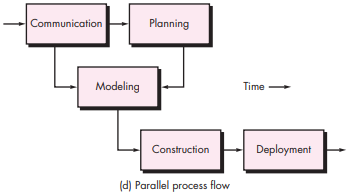 Communication
Planning
Modeling
Time
Construction
Deployment
(d) Parallel process flow